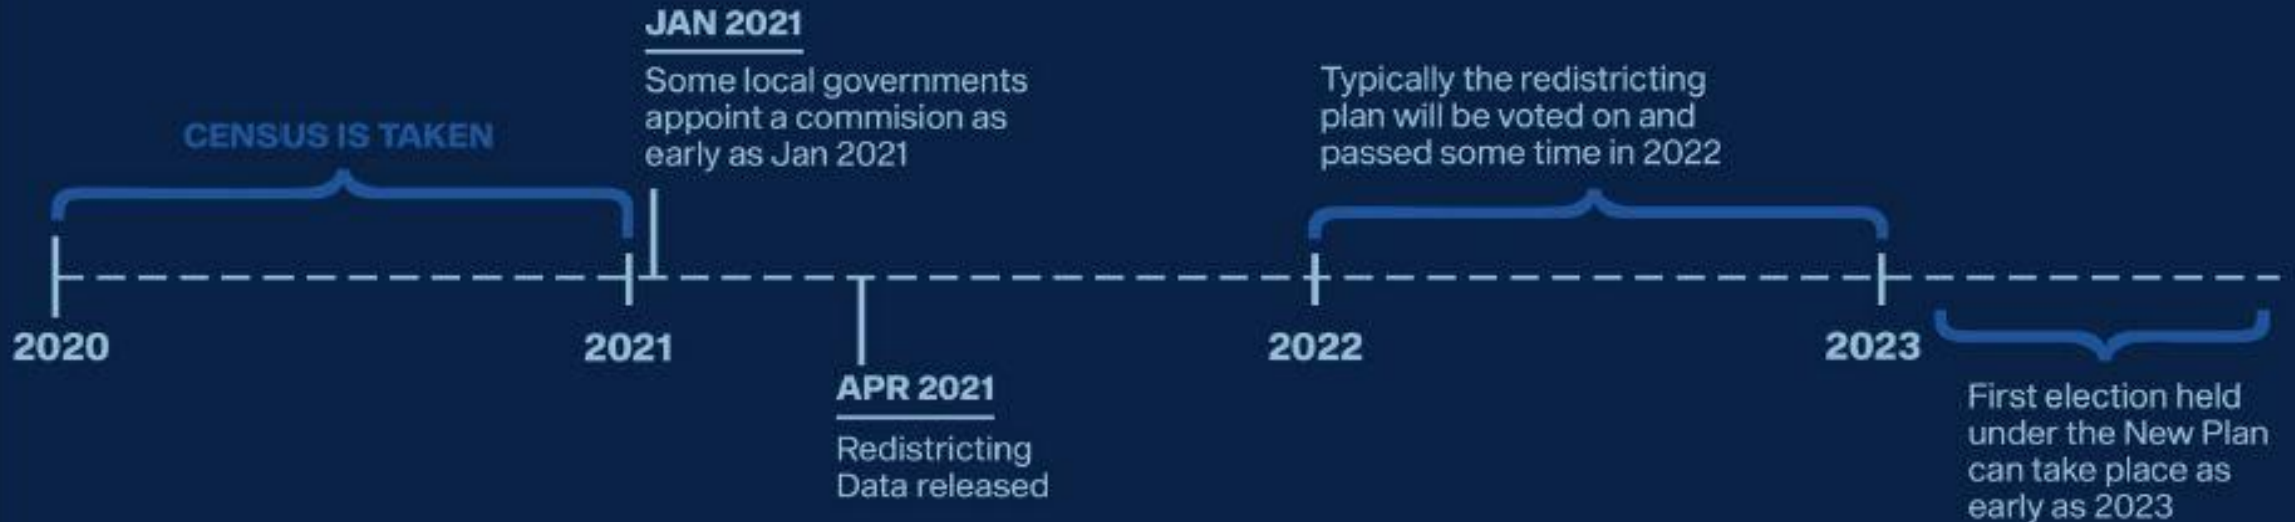 JAN 2021
Some local governments
appoint a commision as
early as Jan 2021
Typically the redistricting
plan will be voted on and
passed some time in 2022
CENSUS IS TAKEN
2020
2021
2022
2023
APR 2021
Redistricting
Data released
First election held
under the New Plan
can take place as
early as 2023